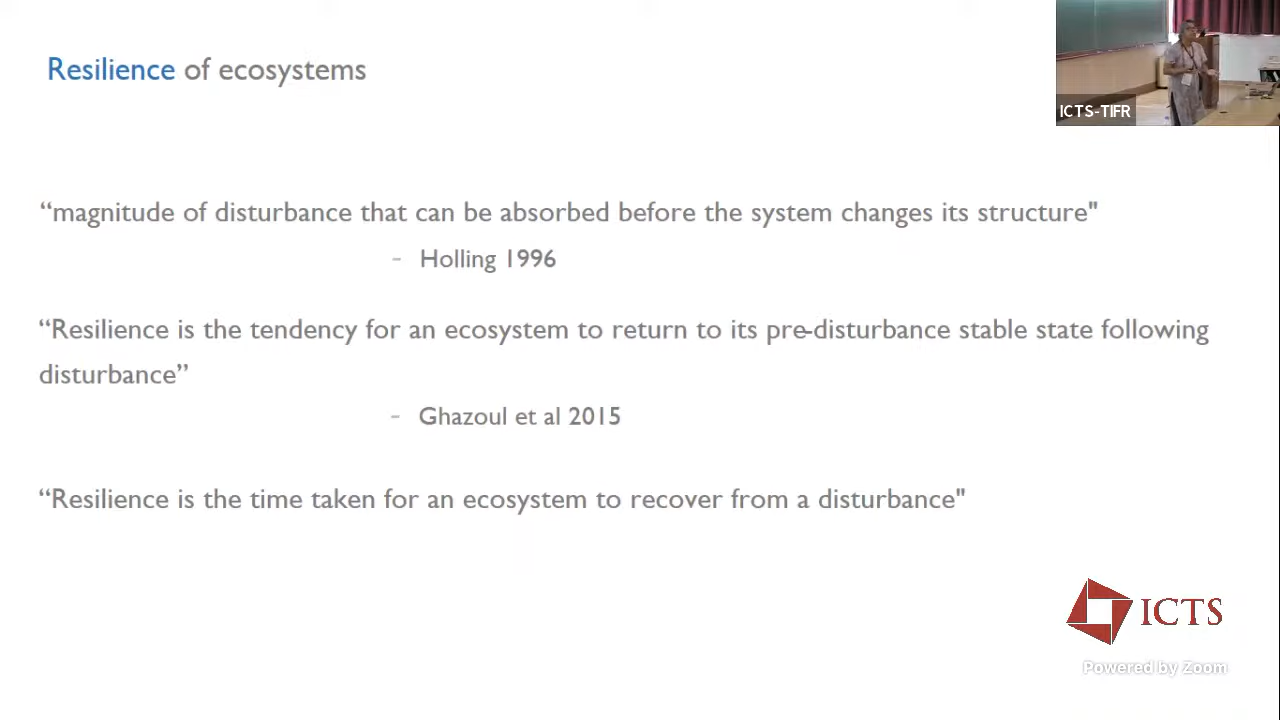 Resilience of ecosystems
ICTS-TIFR
“magnitude of disturbance that can be absorbed before the system changes its structure"
- Holling 1996
“Resilience is the tendency for an ecosystem to return to its pre-disturbance stable state following
disturbance”
- Ghazoul et al 2015
“Resilience is the time taken for an ecosystem to recover from a disturbance"
ICTS
Powered by Zoom